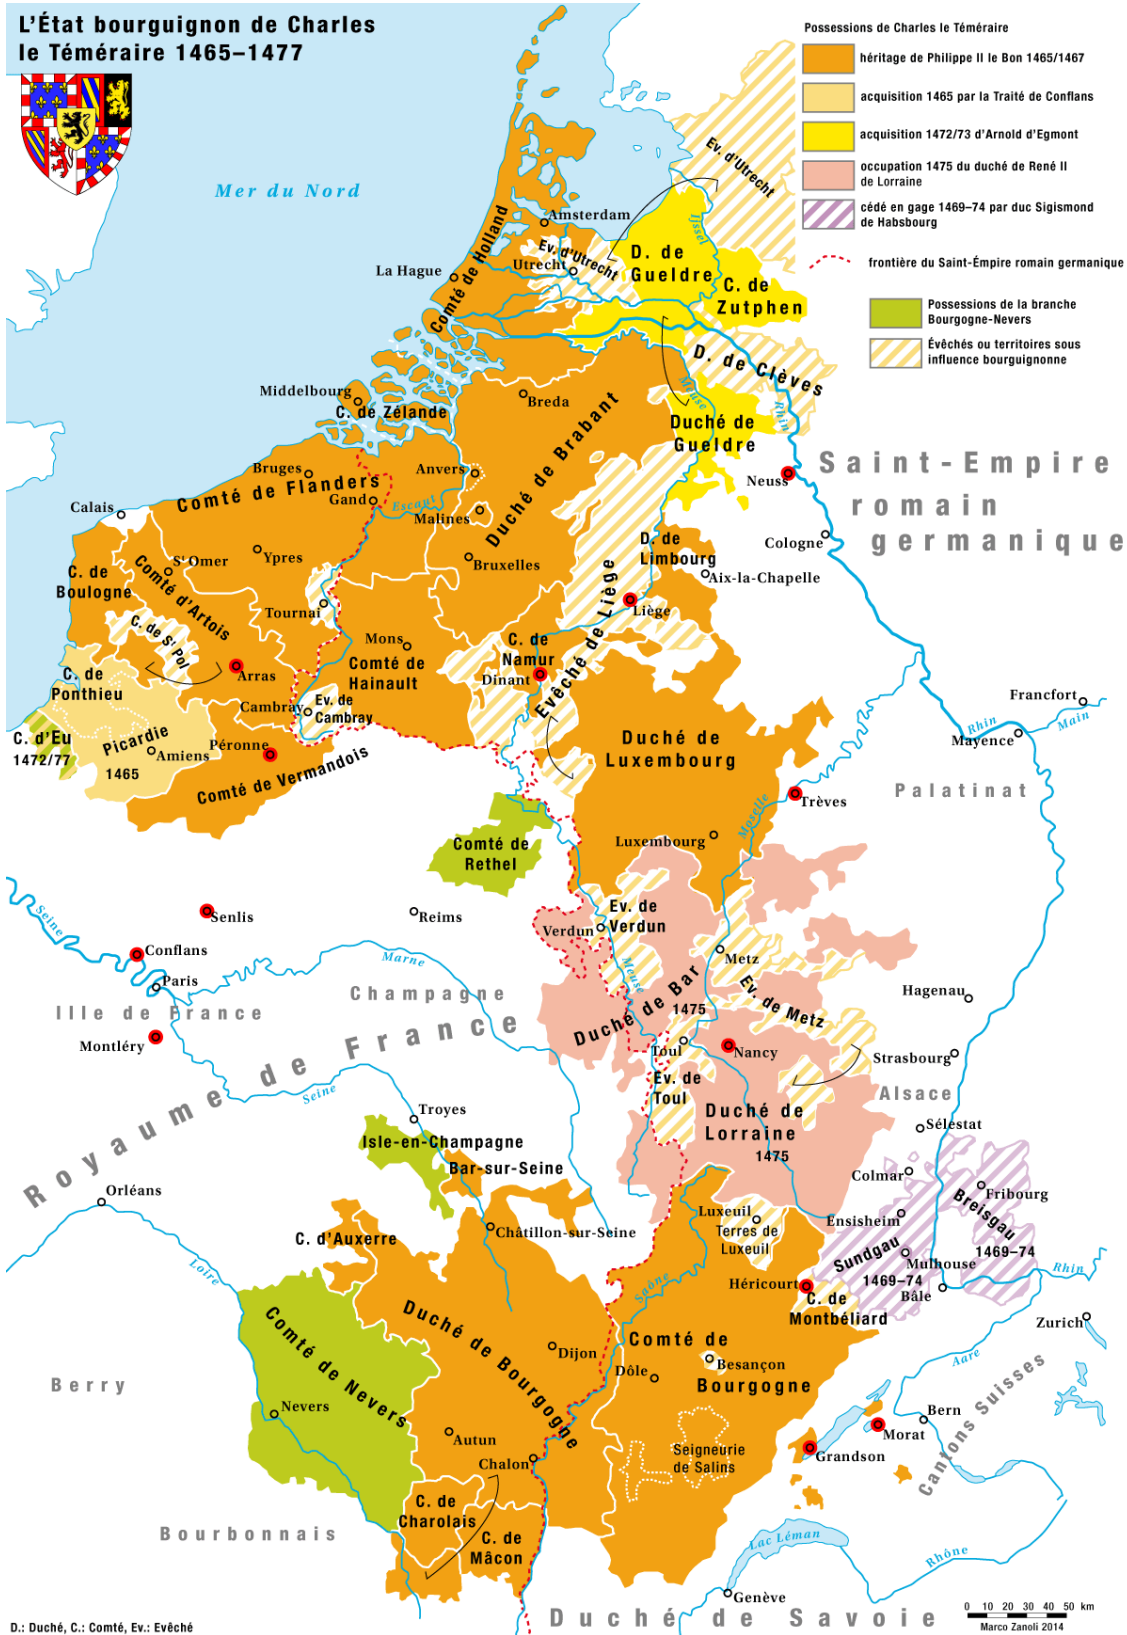 L'État bourguignon de Charles
le Téméraire 1465–1477
Possessions de Charles le Téméraire
héritage de Philippe II le Bon 1465/1467
acquisition 1465 par la Traité de Conflans
acquisition 1472/73 d'Arnold d'Egmont
occupation 1475 du duché de René II
de Lorraine
cédé en gage 1469–74 par duc Sigismond
de Habsbourg
frontière du Saint-Émpire romain germanique
Possessions de la branche
Bourgogne-Nevers
Évêchés ou territoires sous
influence bourguignonne
Mer du Nord
Ev. d'Utrecht
Amsterdam
Comté de Holland
Ijssel
Ev. d'Utrecht
Utrecht
D. de
Gueldre
La Hague
C. de
Zutphen
D. de Clèves
Meuse
Rhin
Middelbourg
C. de Zélande
Breda
Duché de Brabant
Duché de
Gueldre
Saint-Empire
romain
germanique
Bruges
Comté de Flanders
Anvers
Neuss
Gand
Escaut
Calais
Malines
Cologne
D. de
Limbourg
Ypres
Bruxelles
St Omer
C. de
Boulogne
Comté d'Artois
Aix-la-Chapelle
Tournai
Liège
C. de St Pol
Mons
Comté de
Hainault
C. de
Namur
Dinant
Evêché de Liège
Arras
C. de
Ponthieu
Cambray
Ev. de
Cambray
Francfort
Rhin
Main
Mayence
C. d'Eu
1472/77
Picardie
1465
Amiens
Péronne
Comté de Vermandois
Duché de
Luxembourg
Palatinat
Trèves
Moselle
Luxembourg
Comté de
Rethel
Seine
Senlis
Reims
Ev. de
Verdun
Verdun
Conflans
Marne
Meuse
Metz
Paris
Ille de France
Champagne
Duché de Bar
1475
Ev. de Metz
Hagenau
Montléry
Royaume de France
Toul
Nancy
Strasbourg
Ev. de
Toul
Alsace
Seine
Troyes
Duché de
Lorraine
1475
Sélestat
Isle-en-Champagne
Bar-sur-Seine
Colmar
Fribourg
Breisgau
1469–74
Orléans
Luxeuil
Terres de
Luxeuil
Ensisheim
Châtillon-sur-Seine
C. d'Auxerre
Sundgau
1469–74
Mulhouse
Loire
Saône
Héricourt
Bâle
Rhin
C. de
Montbéliard
Comté de Nevers
Duché de Bourgogne
Zurich
Comté de
Bourgogne
Dijon
Dôle
Besançon
Aare
Berry
Cantons Suisses
Nevers
Bern
Morat
Autun
Grandson
Chalon
Seigneurie
de Salins
C. de
Charolais
Bourbonnais
C. de
Mâcon
Lac Léman
Rhône
Genève
Duché de Savoie
0 10 20 30 40 50 km
Marco Zanoli 2014
D.: Duché, C.: Comté, Ev.: Evêché